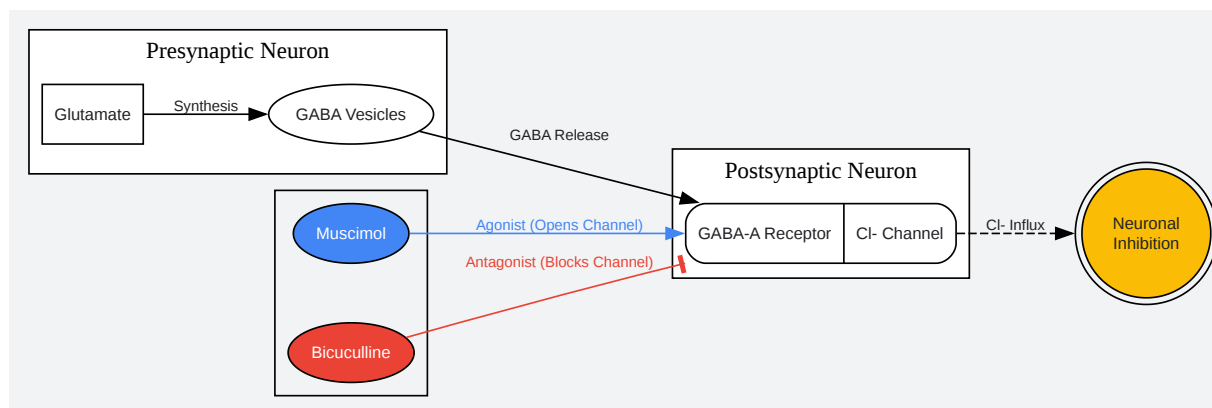 Presynaptic Neuron
Glutamate
Synthesis
GABA Vesicles
GABA Release
Postsynaptic Neuron
Muscimol
Agonist (Opens Channel)
GABA-A Receptor
Cl- Channel
Cl- Influx
Neuronal
Inhibition
Antagonist (Blocks Channel)
Bicuculline